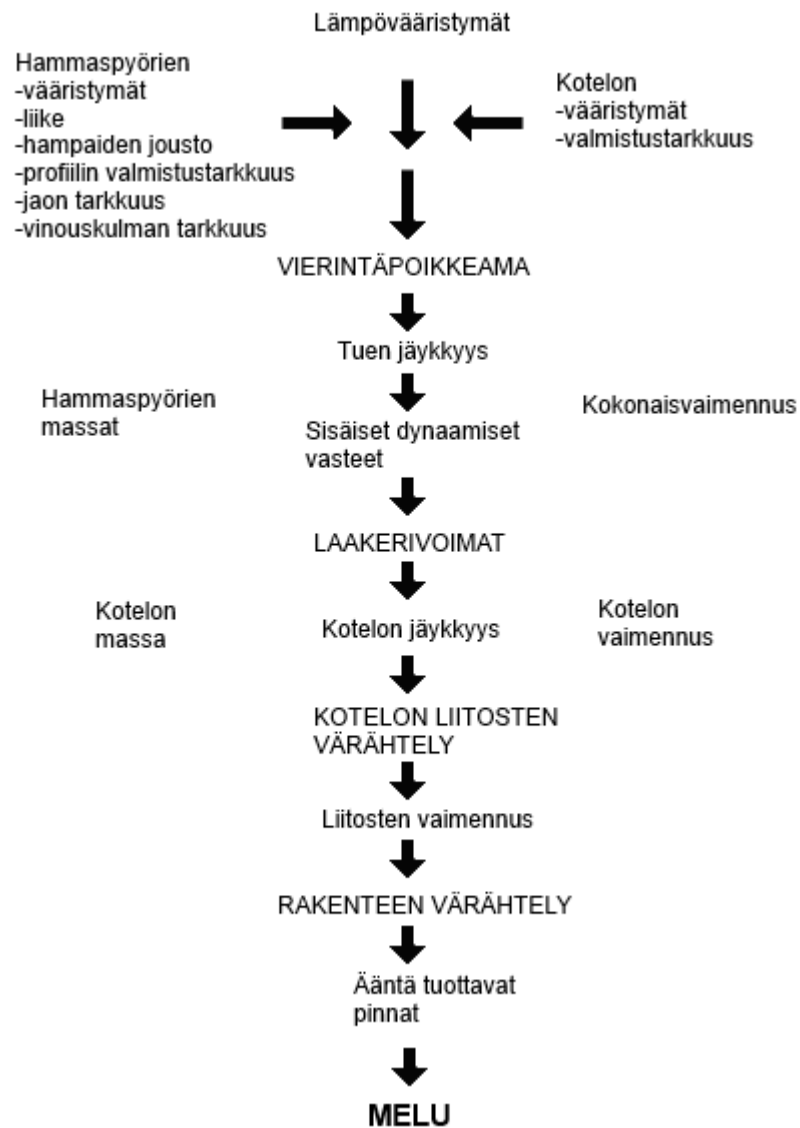 Lämpövääristymät
Hammaspyörien
-vääristymät
-liike
-hampaiden jousto
-profiilin valmistustarkkuus
-jaon tarkkuus
-vinouskulman tarkkuus
Kotelon
-vääristymät
-valmistustarkkuus
VIERINTÄPOIKKEAMA
Tuen jäykkyys
Hammaspyörien
massat
Sisäiset dynaamiset
vasteet
Kokonaisvaimennus
LAAKERIVOIMAT
Kotelon
massa
Kotelon jäykkyys
Kotelon
vaimennus
KOTELON LIITOSTEN
VÄRÄHTELY
Liitosten vaimennus
RAKENTEEN VÄRÄHTELY
Ääntä tuottavat
pinnat
MELU